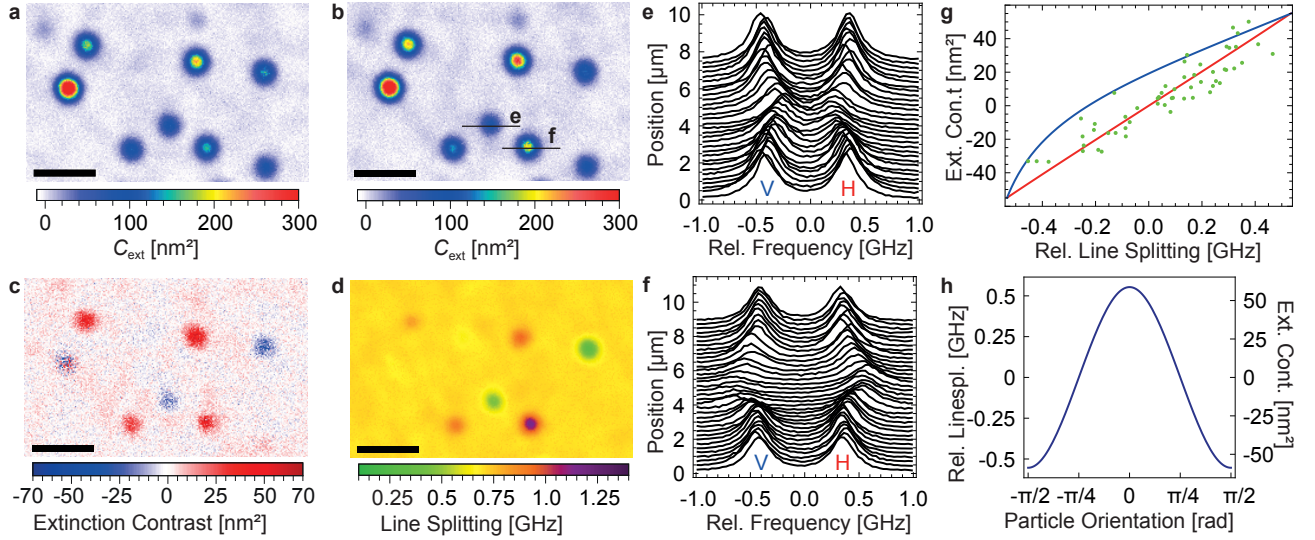 a
e
f
b
0
100
200
300
C_ext [nm²]
0
100
200
300
C_ext [nm²]
c
-70
-50
-25
0
25
50
70
Extinction Contrast [nm²]
d
0.25
0.75
1.0
1.25
Line Splitting [GHz]
e
10
8
6
4
2
0
Position [µm]
V
H
-1.0
-0.5
0.0
0.5
1.0
Rel. Frequency [GHz]
f
10
8
6
4
2
0
Position [µm]
V
H
-1.0
-0.5
0.0
0.5
1.0
Rel. Frequency [GHz]
g
40
20
0
-20
-40
Ext. Con.t [nm²]
-0.4
-0.2
0.0
0.2
0.4
Rel. Line Splitting [GHz]
h
0.5
0.25
0
-0.25
-0.5
Rel. Linespl. [GHz]
50
25
0
-25
-50
Ext. Cont. [nm²]
-π/2
-π/4
0
π/4
π/2
Particle Orientation [rad]